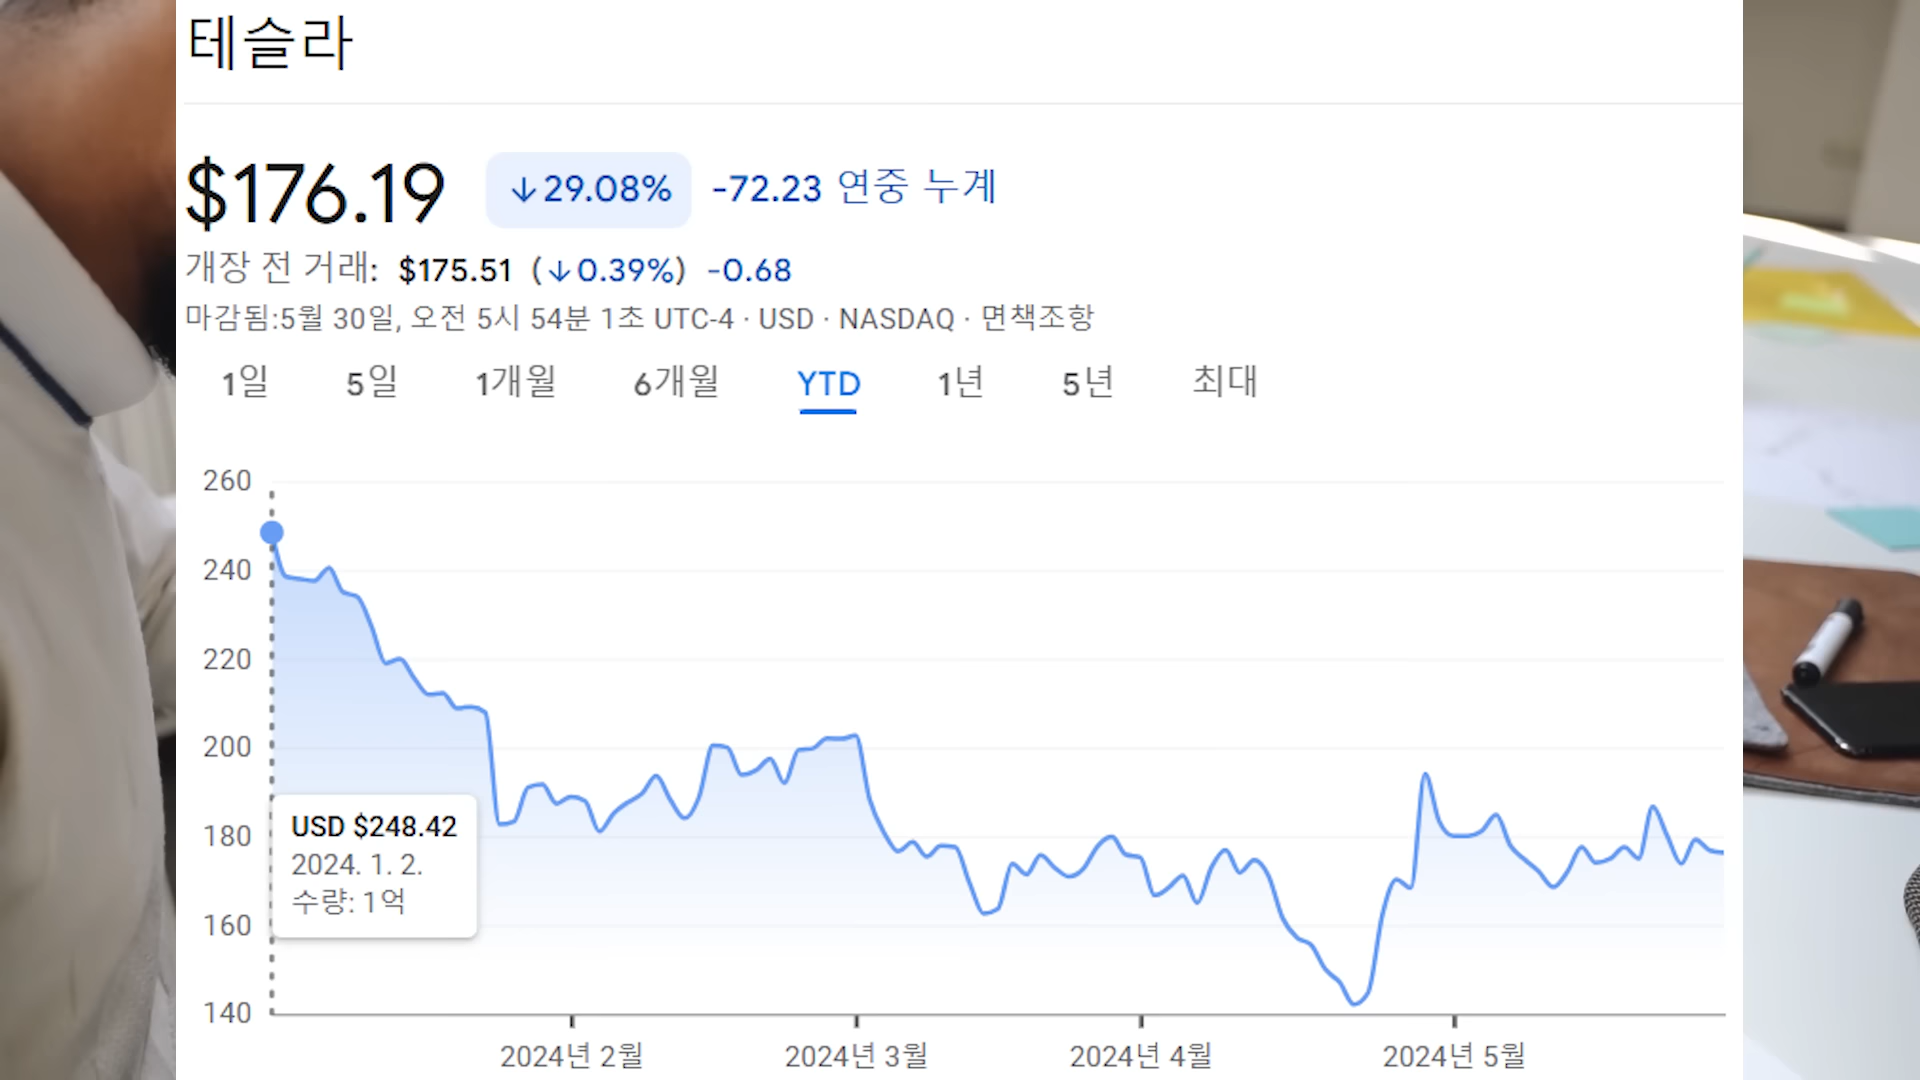 테슬라
$176.19 ↓29.08% -72.23 연중 누계
개장 전 거래: $175.51 (↓0.39%) -0.68
마감됨:5월 30일, 오전 5시 54분 1초 UTC-4 · USD · NASDAQ · 면책조항
1일 5일 1개월 6개월 YTD 1년 5년 최대
260
240
220
200
180
160
140
USD $248.42
2024. 1. 2.
수량: 1억
2024년 2월 2024년 3월 2024년 4월 2024년 5월